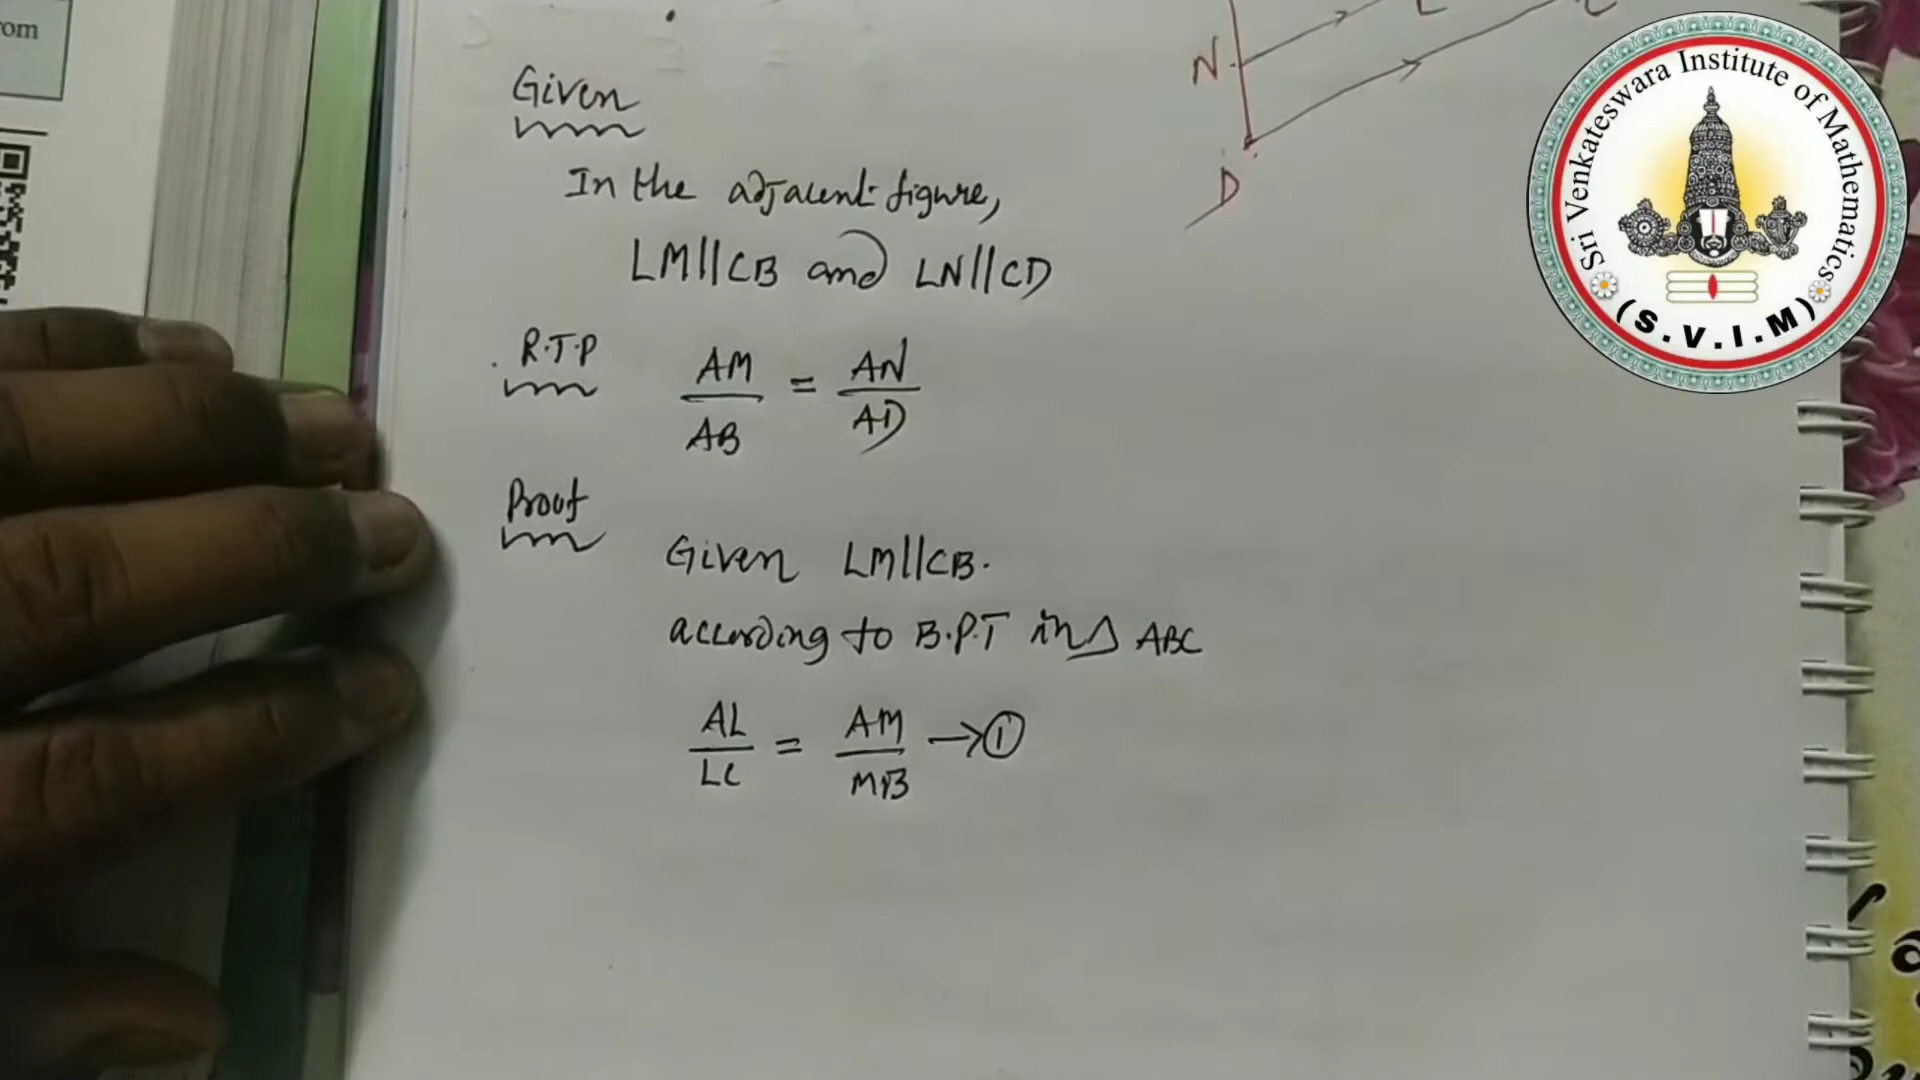 om
N
L
C
D
Given
In the adjacent figure,
LM||CB and LN||CD
R.T.P AM/AB = AN/AD
Proof
Given LM||CB.
according to B.P.T in △ ABC
AL/LC = AM/MB → ①
Sri Venkateswara Institute of Mathematics
(S.V.I.M)